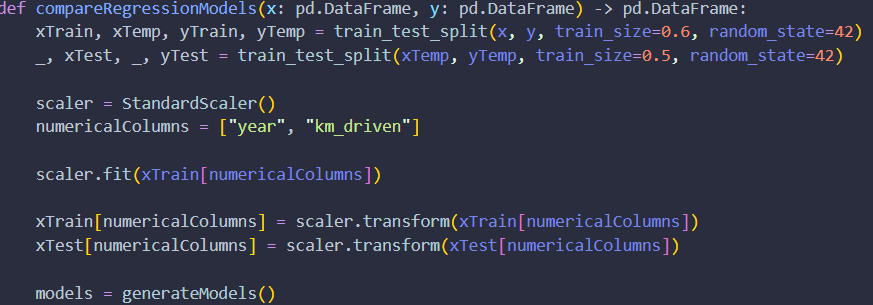 def compareRegressionModels(x: pd.DataFrame, y: pd.DataFrame) -> pd.DataFrame:
xTrain, xTemp, yTrain, yTemp = train_test_split(x, y, train_size=0.6, random_state=42)
_, xTest, _, yTest = train_test_split(xTemp, yTemp, train_size=0.5, random_state=42)
scaler = StandardScaler()
numericalColumns = ["year", "km_driven"]
scaler.fit(xTrain[numericalColumns])
xTrain[numericalColumns] = scaler.transform(xTrain[numericalColumns])
xTest[numericalColumns] = scaler.transform(xTest[numericalColumns])
models = generateModels()